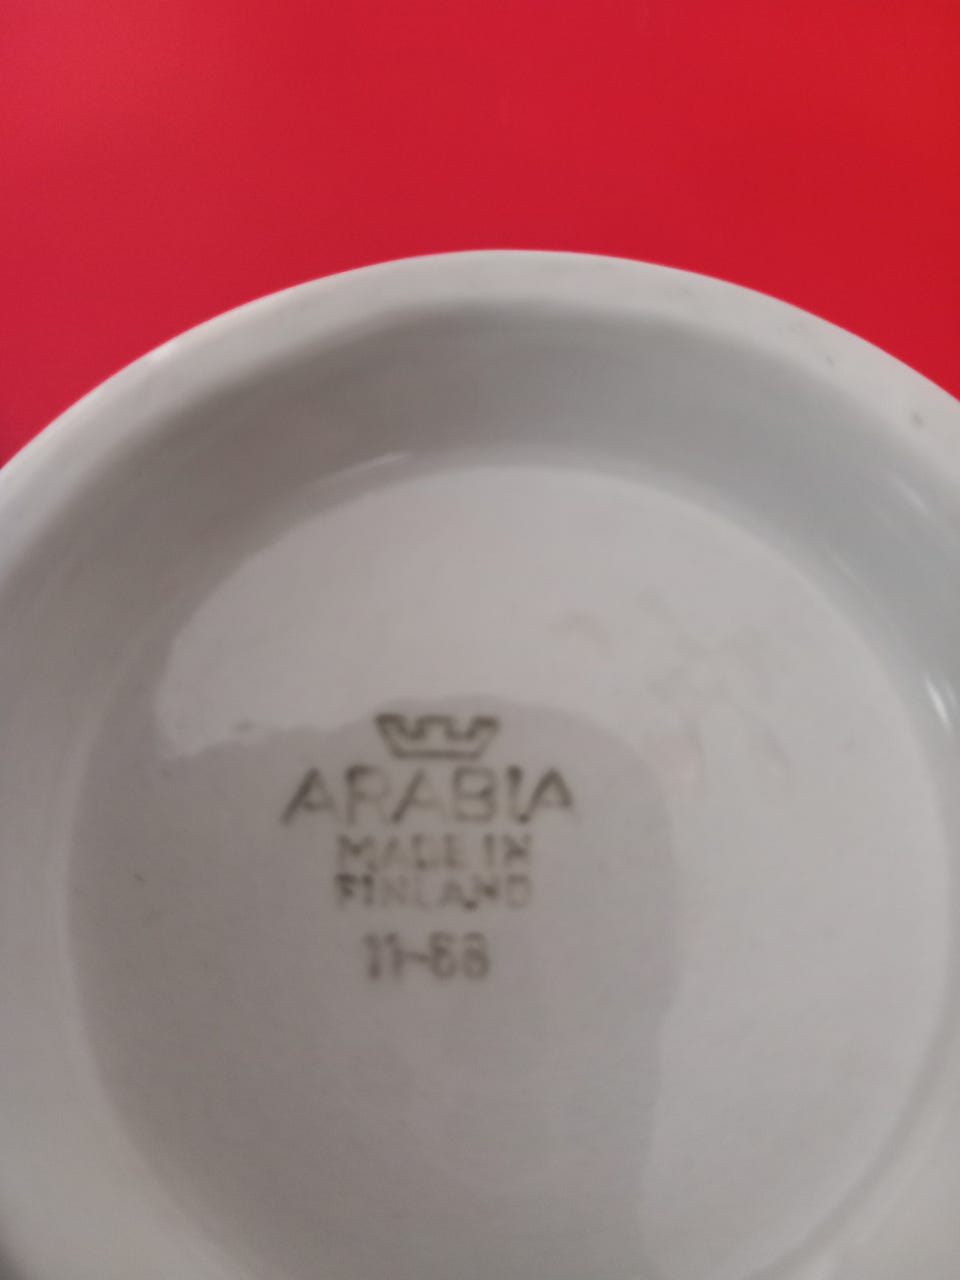 ARABIA
MADE IN
FINLAND
11-68